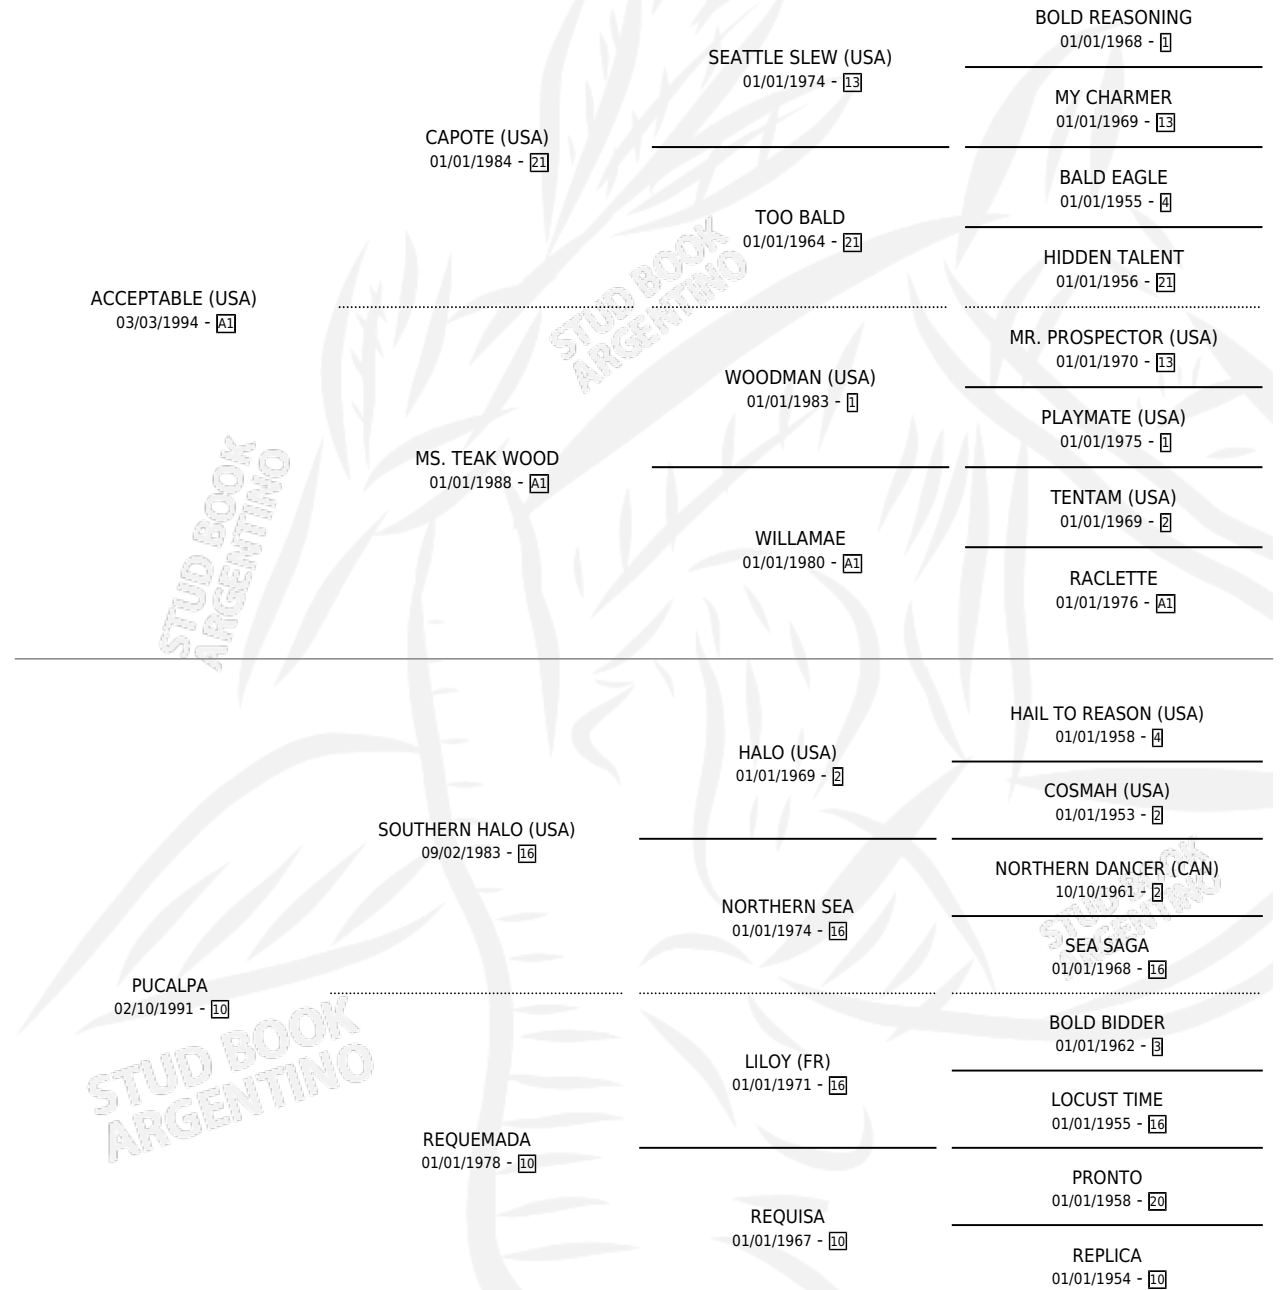 BOLD REASONING
01/01/1968 - 1
SEATTLE SLEW (USA)
01/01/1974 - 13
MY CHARMER
01/01/1969 - 13
CAPOTE (USA)
01/01/1984 - 21
BALD EAGLE
01/01/1955 - 4
TOO BALD
01/01/1964 - 21
HIDDEN TALENT
01/01/1956 - 21
ACCEPTABLE (USA)
03/03/1994 - A1
MR. PROSPECTOR (USA)
01/01/1970 - 13
WOODMAN (USA)
01/01/1983 - 1
PLAYMATE (USA)
01/01/1975 - 1
MS. TEAK WOOD
01/01/1988 - A1
TENTAM (USA)
01/01/1969 - 2
WILLAMAE
01/01/1980 - A1
RACLETTE
01/01/1976 - A1
HAIL TO REASON (USA)
01/01/1958 - 4
HALO (USA)
01/01/1969 - 2
COSMAH (USA)
01/01/1953 - 2
SOUTHERN HALO (USA)
09/02/1983 - 16
NORTHERN DANCER (CAN)
10/10/1961 - 2
NORTHERN SEA
01/01/1974 - 16
SEA SAGA
01/01/1968 - 16
PUCALPA
02/10/1991 - 10
BOLD BIDDER
01/01/1962 - 3
LILOY (FR)
01/01/1971 - 16
LOCUST TIME
01/01/1955 - 16
REQUEMADA
01/01/1978 - 10
PRONTO
01/01/1958 - 20
REQUISA
01/01/1967 - 10
REPLICA
01/01/1954 - 10
STUD BOOK
ARGENTINO
STUD BOOK
ARGENTINO
STUD BOOK
ARGENTINO
STUD BOOK
ARGENTINO